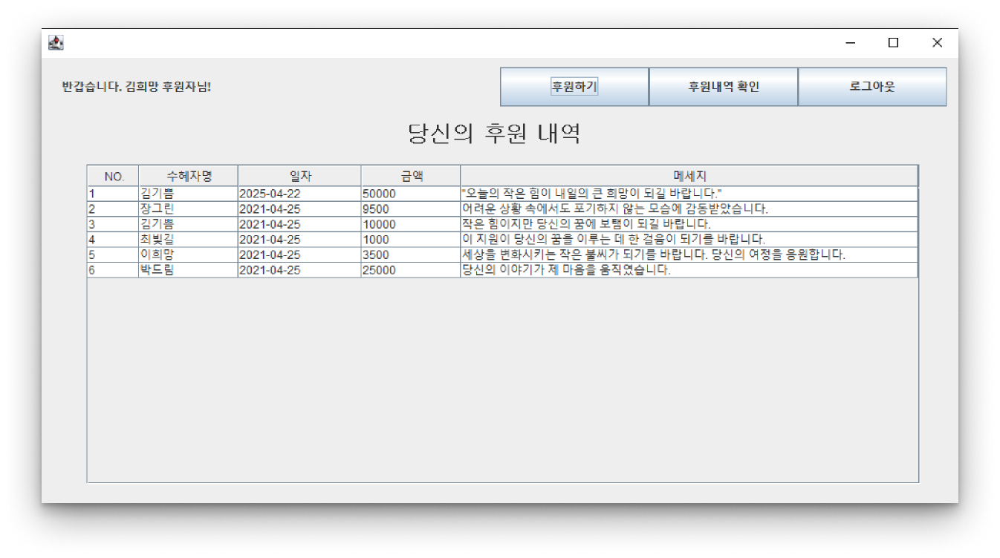 반갑습니다. 김희망 후원자님!
후원하기 후원내역 확인 로그아웃
당신의 후원 내역
NO. 수혜자명 일자 금액 메세지
1 김기쁨 2025-04-22 50000 "오늘의 작은 힘이 내일의 큰 희망이 되길 바랍니다."
2 장그린 2021-04-25 9500 어려운 상황 속에서도 포기하지 않는 모습에 감동받았습니다.
3 김기쁨 2021-04-25 10000 작은 힘이지만 당신의 꿈에 보탬이 되길 바랍니다.
4 최빛길 2021-04-25 1000 이 지원이 당신의 꿈을 이루는 데 한 걸음이 되기를 바랍니다.
5 이희망 2021-04-25 3500 세상을 변화시키는 작은 불씨가 되기를 바랍니다. 당신의 여정을 응원합니다.
6 박드림 2021-04-25 25000 당신의 이야기가 제 마음을 움직였습니다.